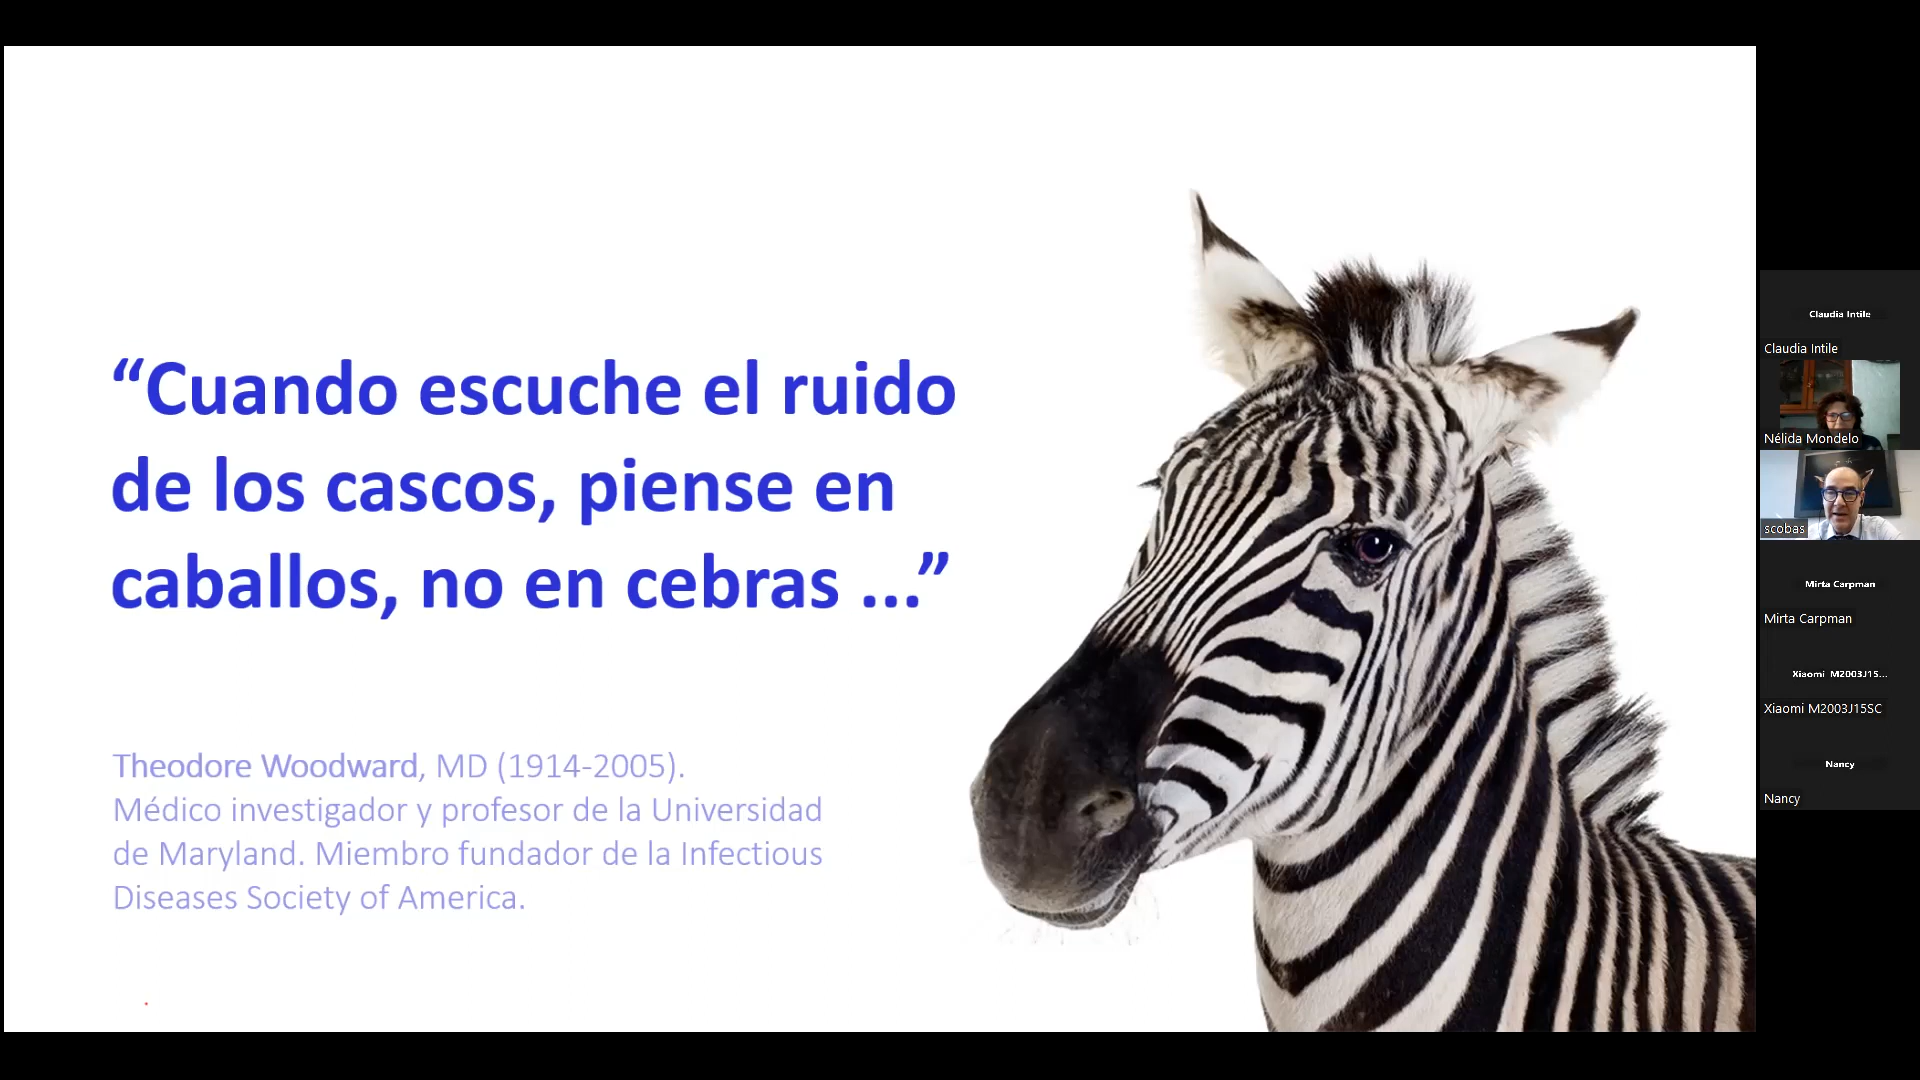 “Cuando escuche el ruido
de los cascos, piense en
caballos, no en cebras ...”
Theodore Woodward, MD (1914-2005).
Médico investigador y profesor de la Universidad
de Maryland. Miembro fundador de la Infectious
Diseases Society of America.
Claudia Intile
Claudia Intile
Nélida Mondelo
scobas
Mirta Carpman
Mirta Carpman
Xiaomi M2003J15...
Xiaomi M2003J15SC
Nancy
Nancy